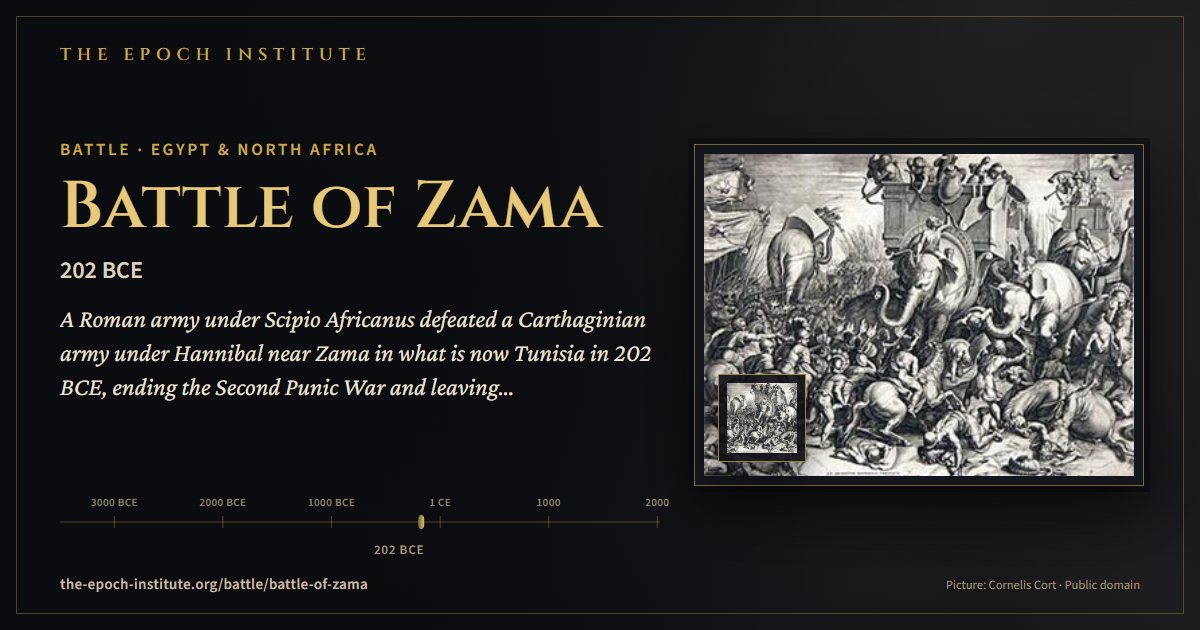 THE EPOCH INSTITUTE
BATTLE · EGYPT & NORTH AFRICA
BATTLE OF ZAMA
202 BCE
A Roman army under Scipio Africanus defeated a Carthaginian
army under Hannibal near Zama in what is now Tunisia in 202
BCE, ending the Second Punic War and leaving...
3000 BCE 2000 BCE 1000 BCE 1 CE 1000 2000
202 BCE
the-epoch-institute.org/battle/battle-of-zama
Picture: Cornelis Cort · Public domain